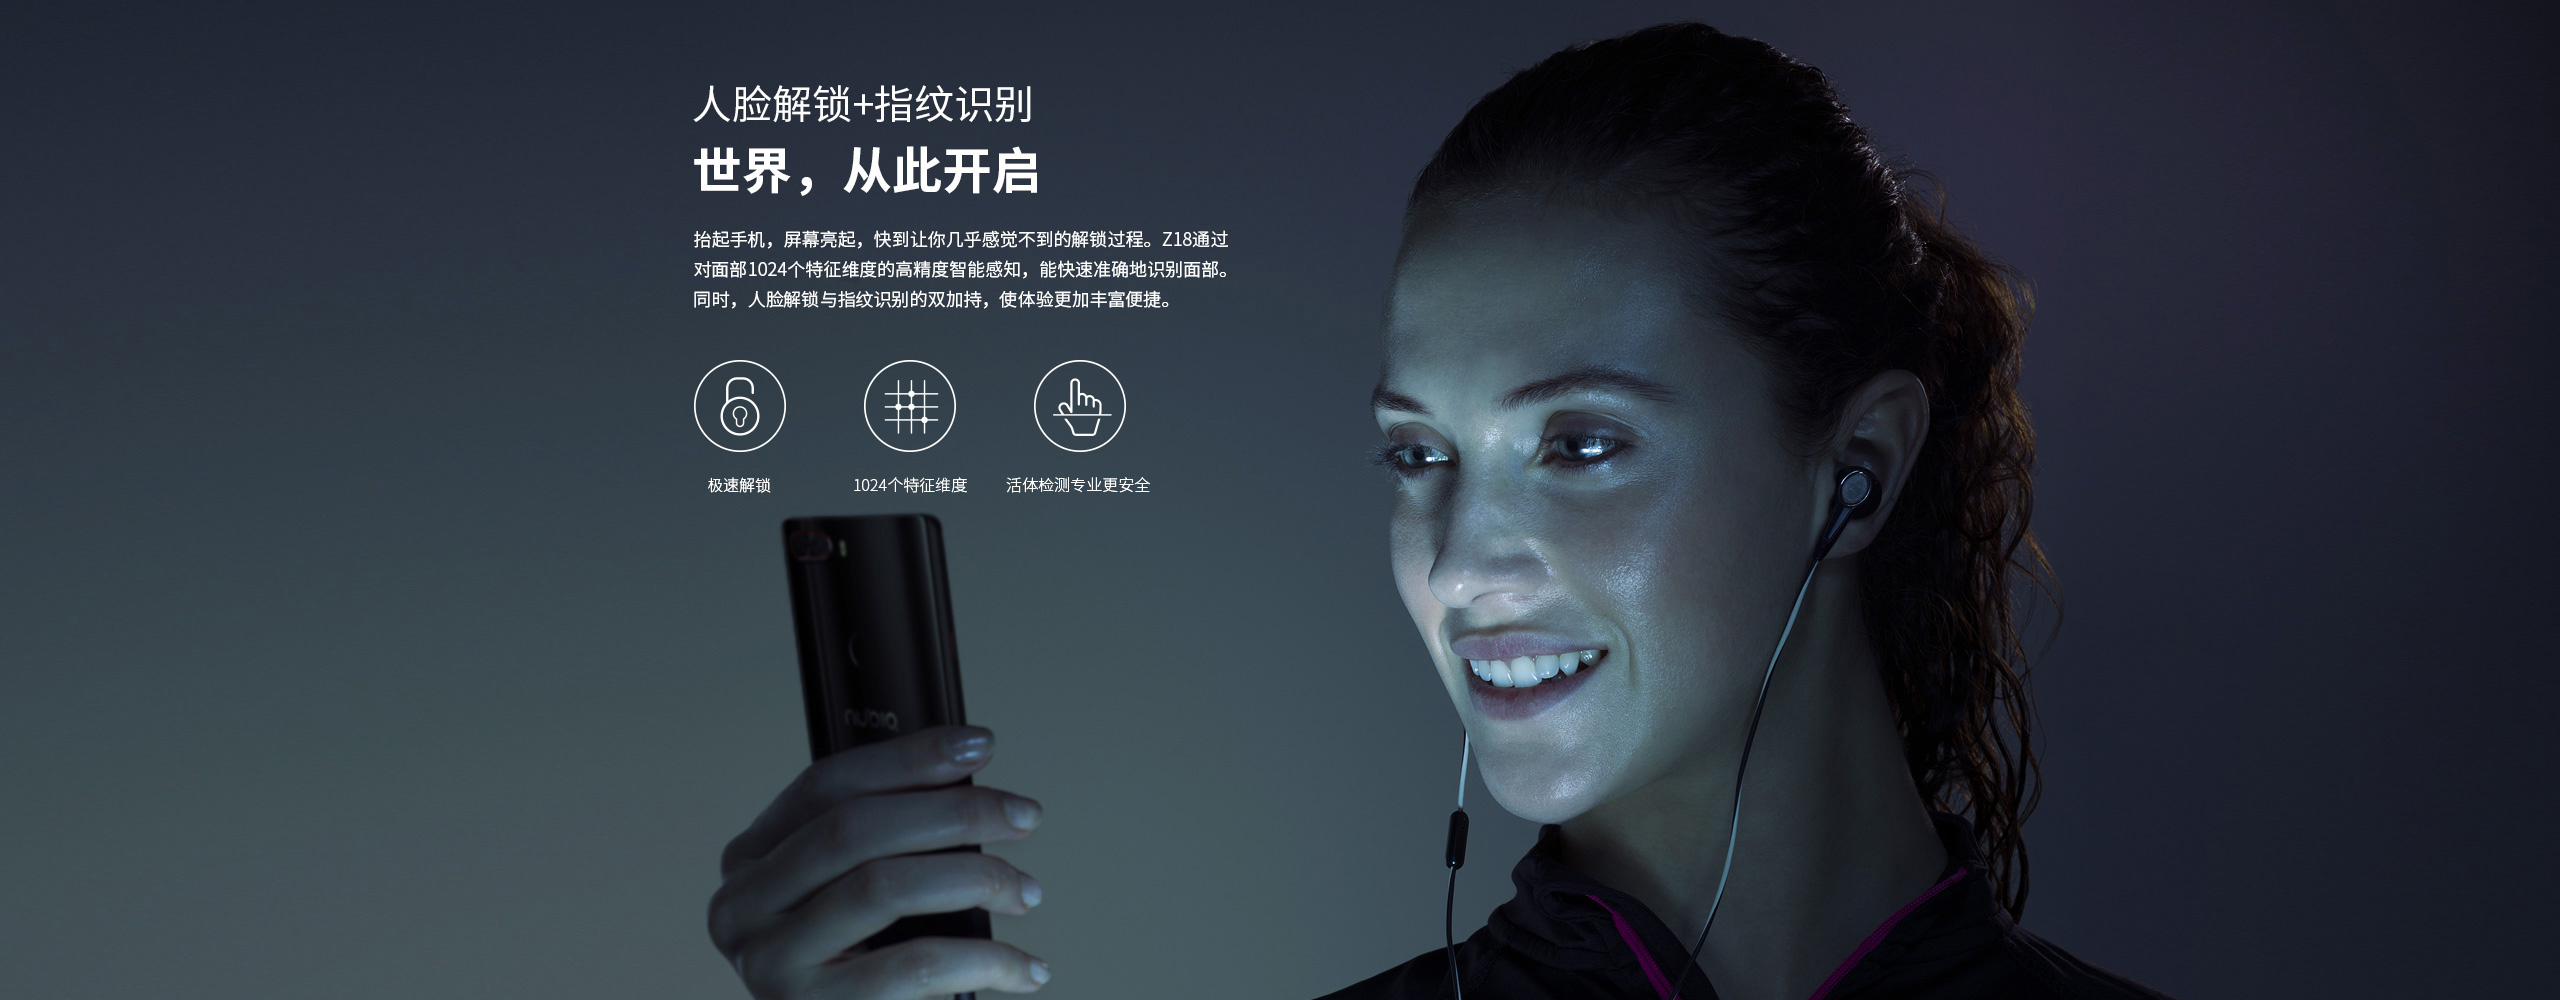 人脸解锁+指纹识别
世界，从此开启
抬起手机，屏幕亮起，快到让你几乎感觉不到的解锁过程。Z18通过
对面部1024个特征维度的高精度智能感知，能快速准确地识别面部。
同时，人脸解锁与指纹识别的双加持，使体验更加丰富便捷。
极速解锁
1024个特征维度
活体检测专业更安全
nubia